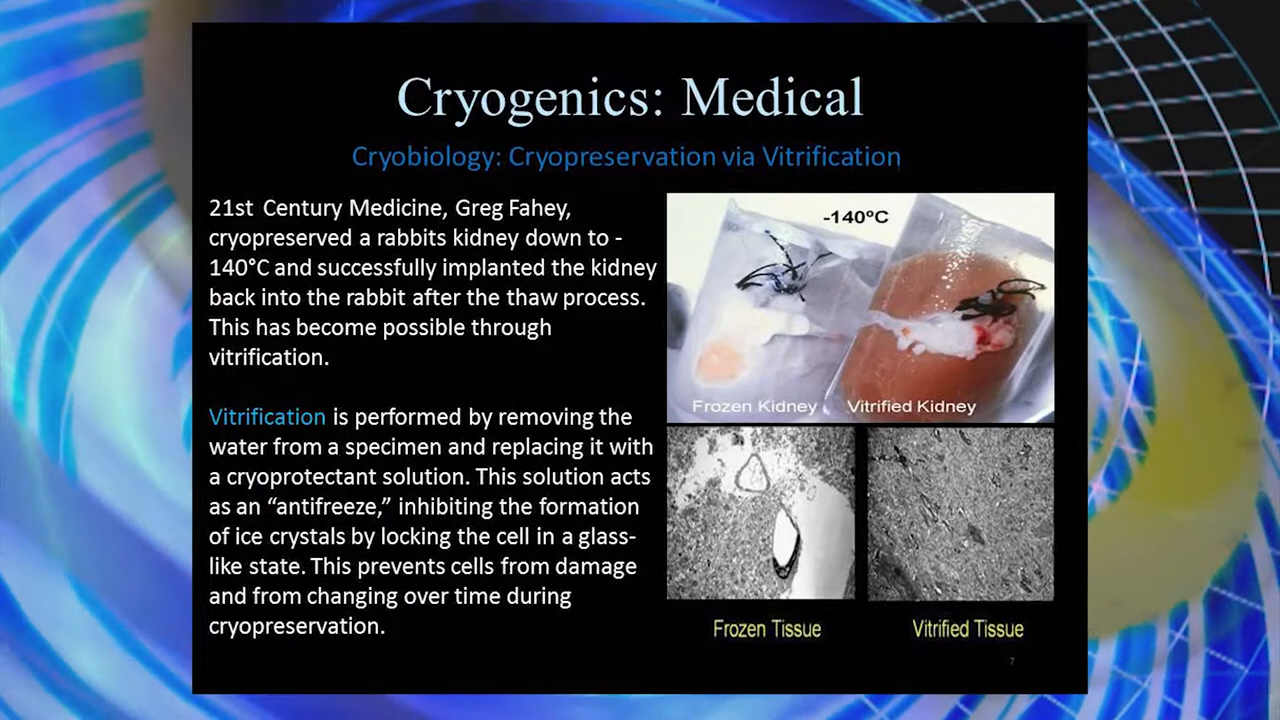 Cryogenics: Medical
Cryobiology: Cryopreservation via Vitrification
21st Century Medicine, Greg Fahey,
cryopreserved a rabbits kidney down to -
140°C and successfully implanted the kidney
back into the rabbit after the thaw process.
This has become possible through
vitrification.
Vitrification is performed by removing the
water from a specimen and replacing it with
a cryoprotectant solution. This solution acts
as an “antifreeze,” inhibiting the formation
of ice crystals by locking the cell in a glass-
like state. This prevents cells from damage
and from changing over time during
cryopreservation.
-140°C
Frozen Kidney
Vitrified Kidney
Frozen Tissue
Vitrified Tissue
7